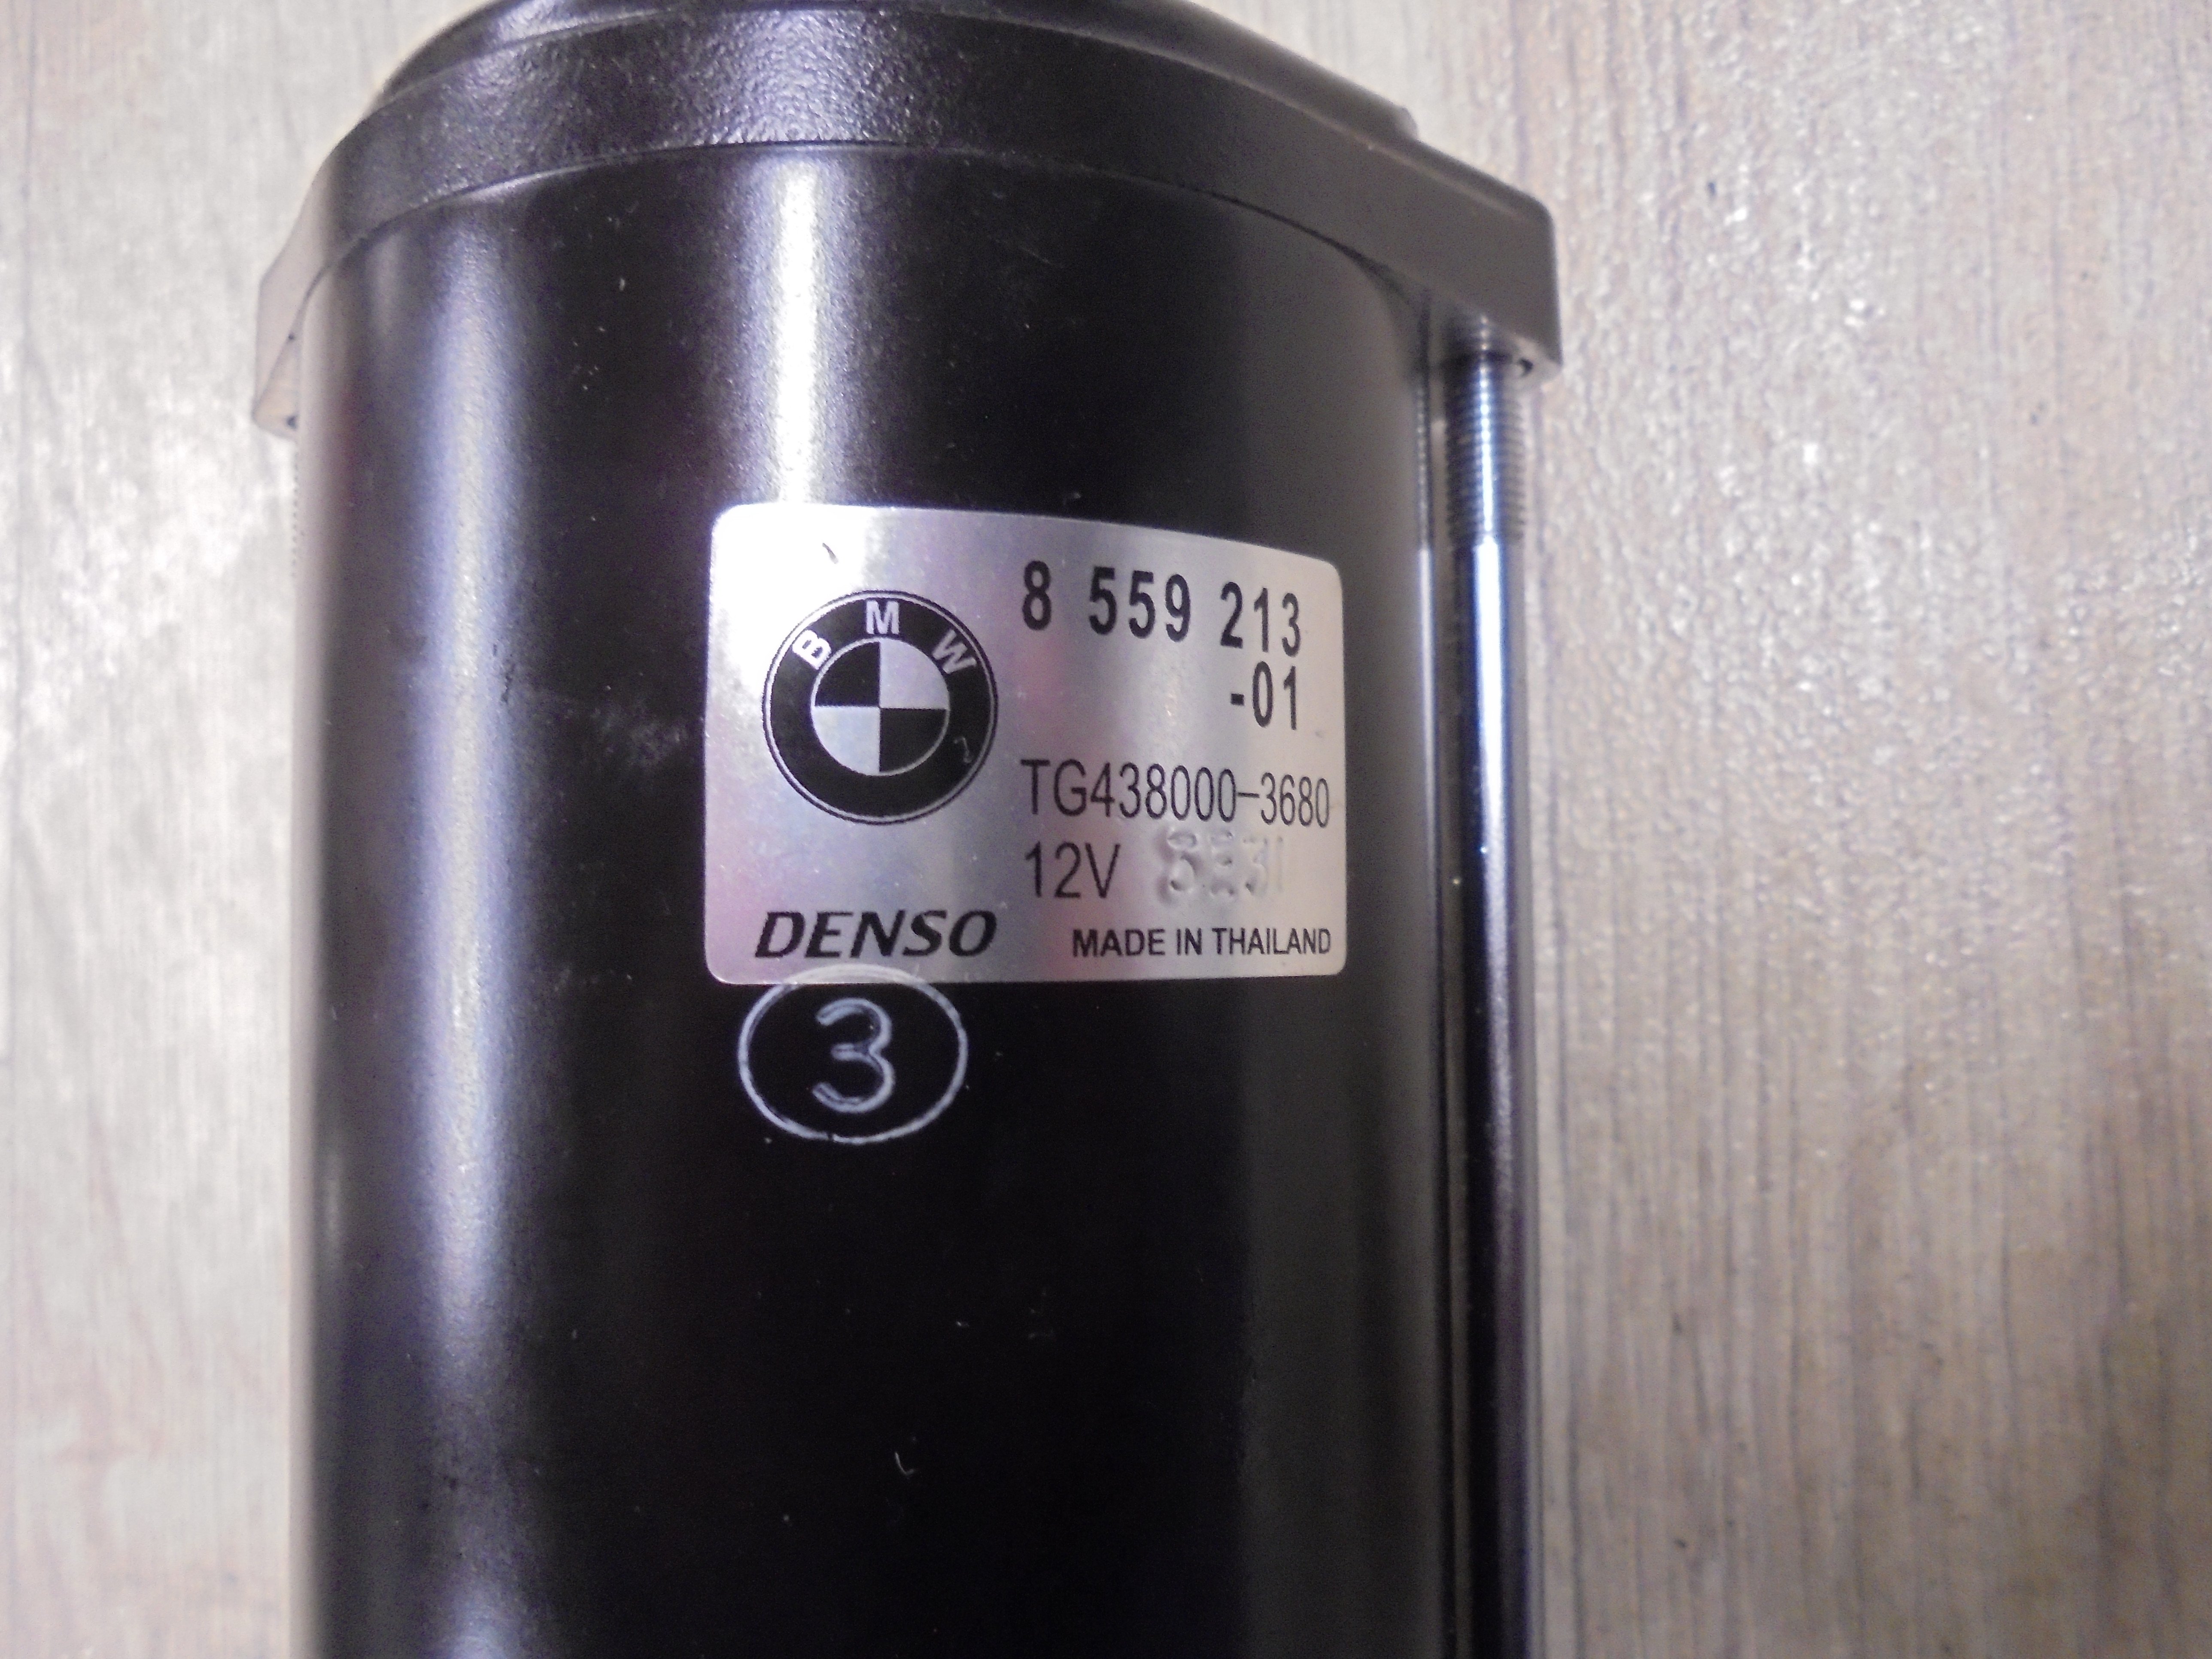 BMW
8 559 213
-01
TG438000-3680
12V
DENSO
MADE IN THAILAND
3